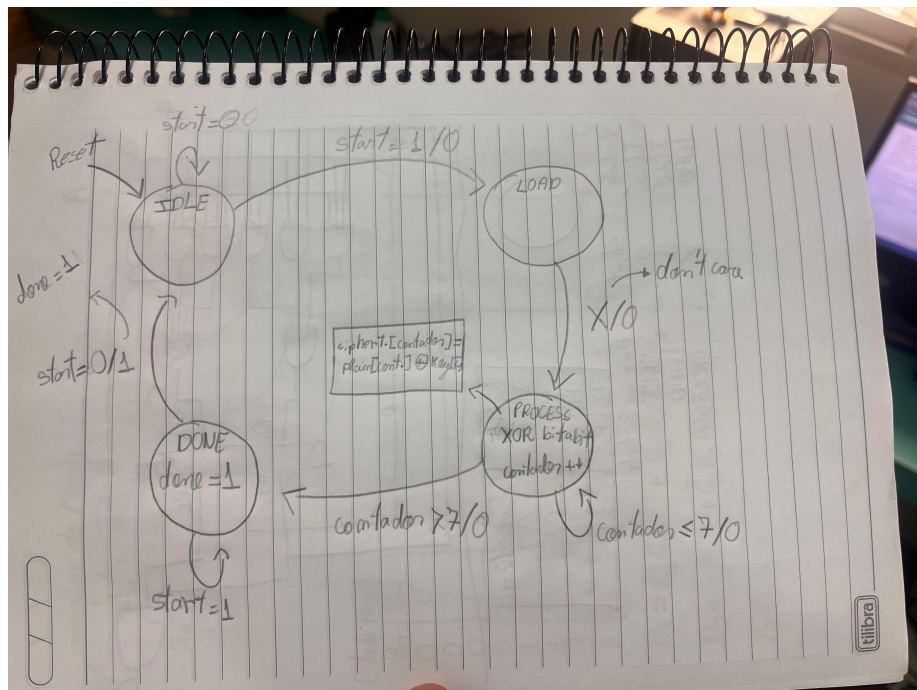 start=0 0
Reset
start=1/0
IDLE
LOAD
don't care
X/0
done=1
start=0/1
ciphert.[contador]=
plain[cont.]⊕key[c]
PROCESS
XOR bit a bit
contador++
DONE
done=1
contador>7/0
contador≤7/0
start=1
tilibra